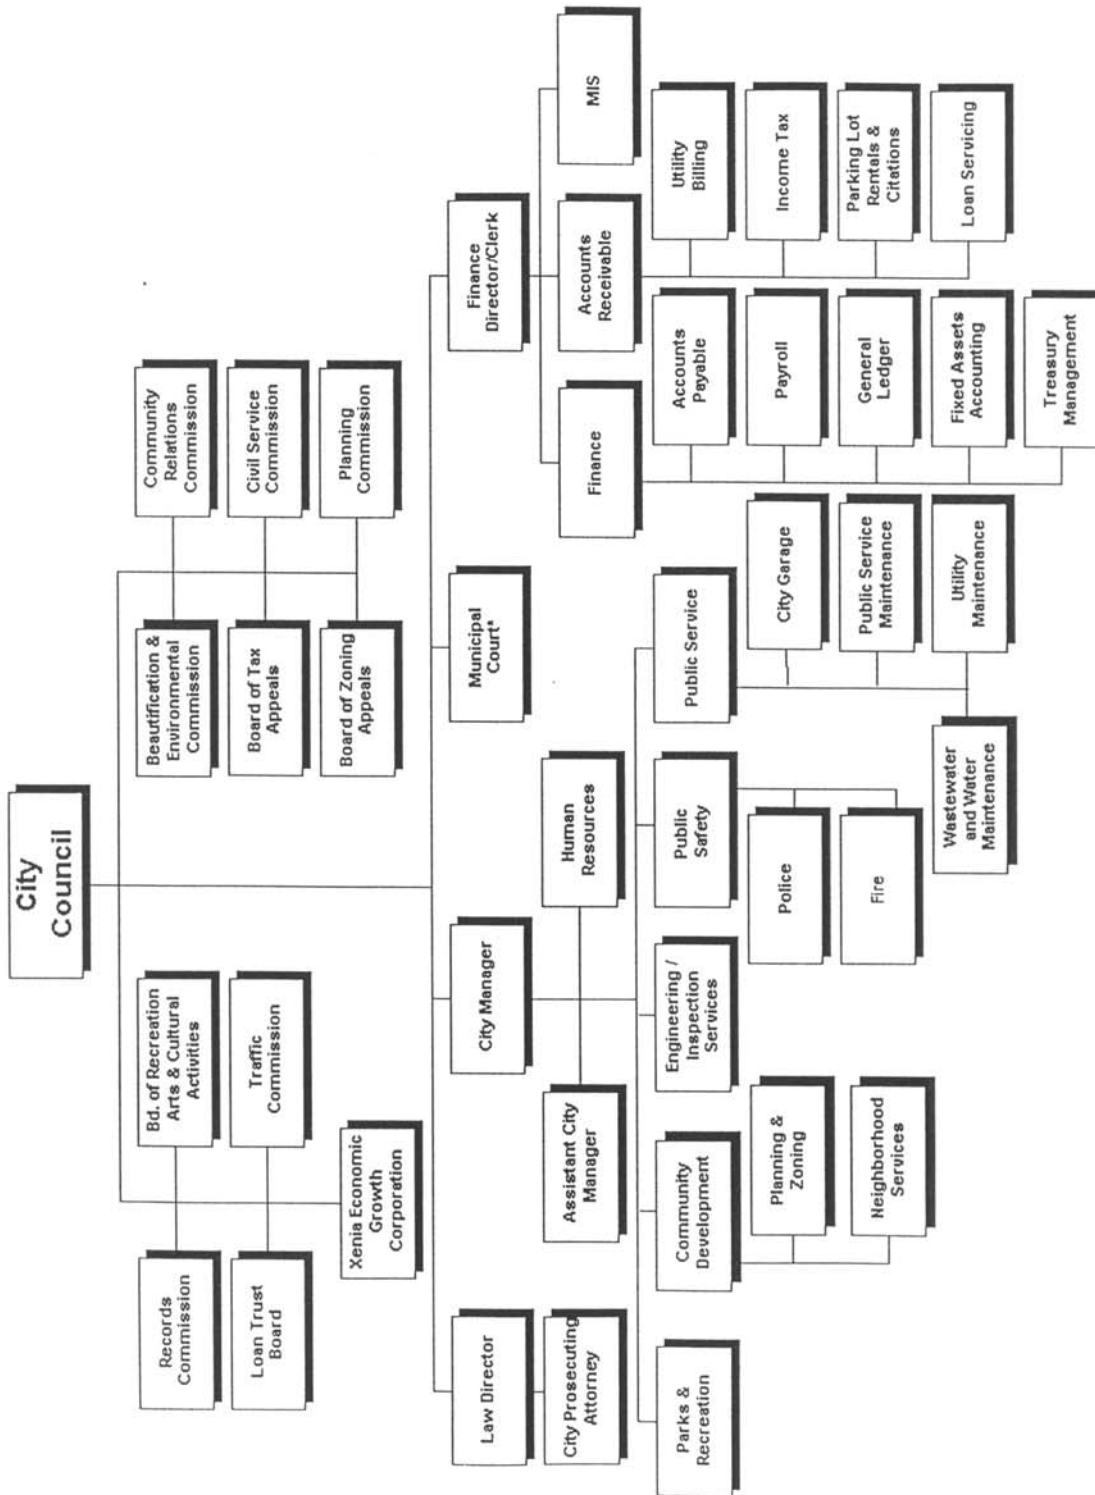 City
Council
Records
Commission
Bd. of Recreation
Arts & Cultural
Activities
Beautification &
Environmental
Commission
Community
Relations
Commission
Loan Trust
Board
Traffic
Commission
Board of Tax
Appeals
Civil Service
Commission
Xenia Economic
Growth
Corporation
Board of Zoning
Appeals
Planning
Commission
Law Director
City Manager
Municipal
Court*
Finance
Director/Clerk
City Prosecuting
Attorney
Assistant City
Manager
Human
Resources
Finance
Accounts
Receivable
MIS
Parks &
Recreation
Community
Development
Engineering /
Inspection
Services
Public
Safety
Public Service
Accounts
Payable
Utility
Billing
Planning &
Zoning
Police
City Garage
Payroll
Income Tax
Neighborhood
Services
Fire
Public Service
Maintenance
General
Ledger
Parking Lot
Rentals &
Citations
Wastewater
and Water
Maintenance
Utility
Maintenance
Fixed Assets
Accounting
Loan Servicing
Treasury
Management